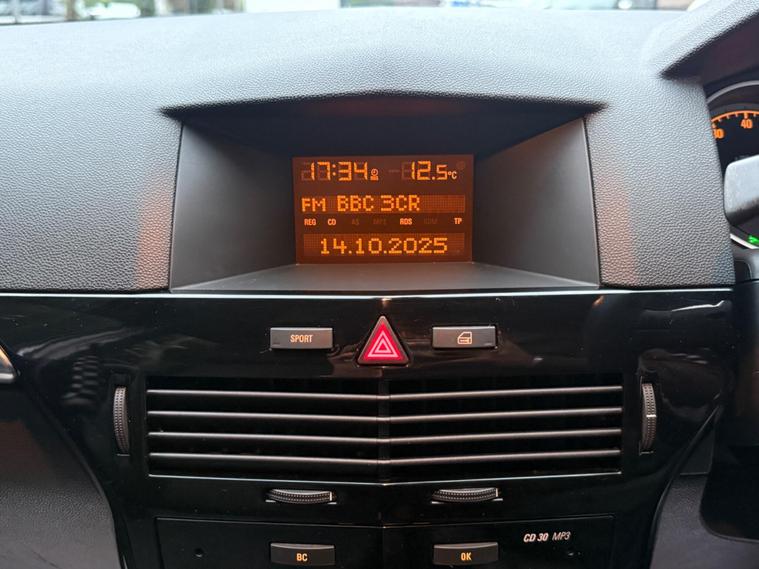 17:34 12.5°C
40
FM BBC 3CR
REG CD AS MP3 RDS TP
14.10.2025
SPORT
CD 30 MP3
BC OK